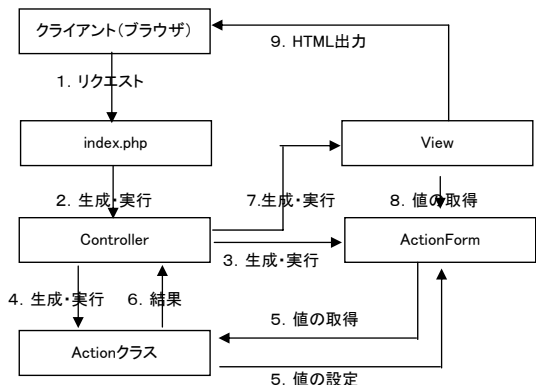 クライアント(ブラウザ)
9. HTML出力
1. リクエスト
index.php
View
2. 生成・実行
7.生成・実行
8. 値の取得
Controller
ActionForm
3. 生成・実行
4. 生成・実行
6. 結果
5. 値の取得
Actionクラス
5. 値の設定